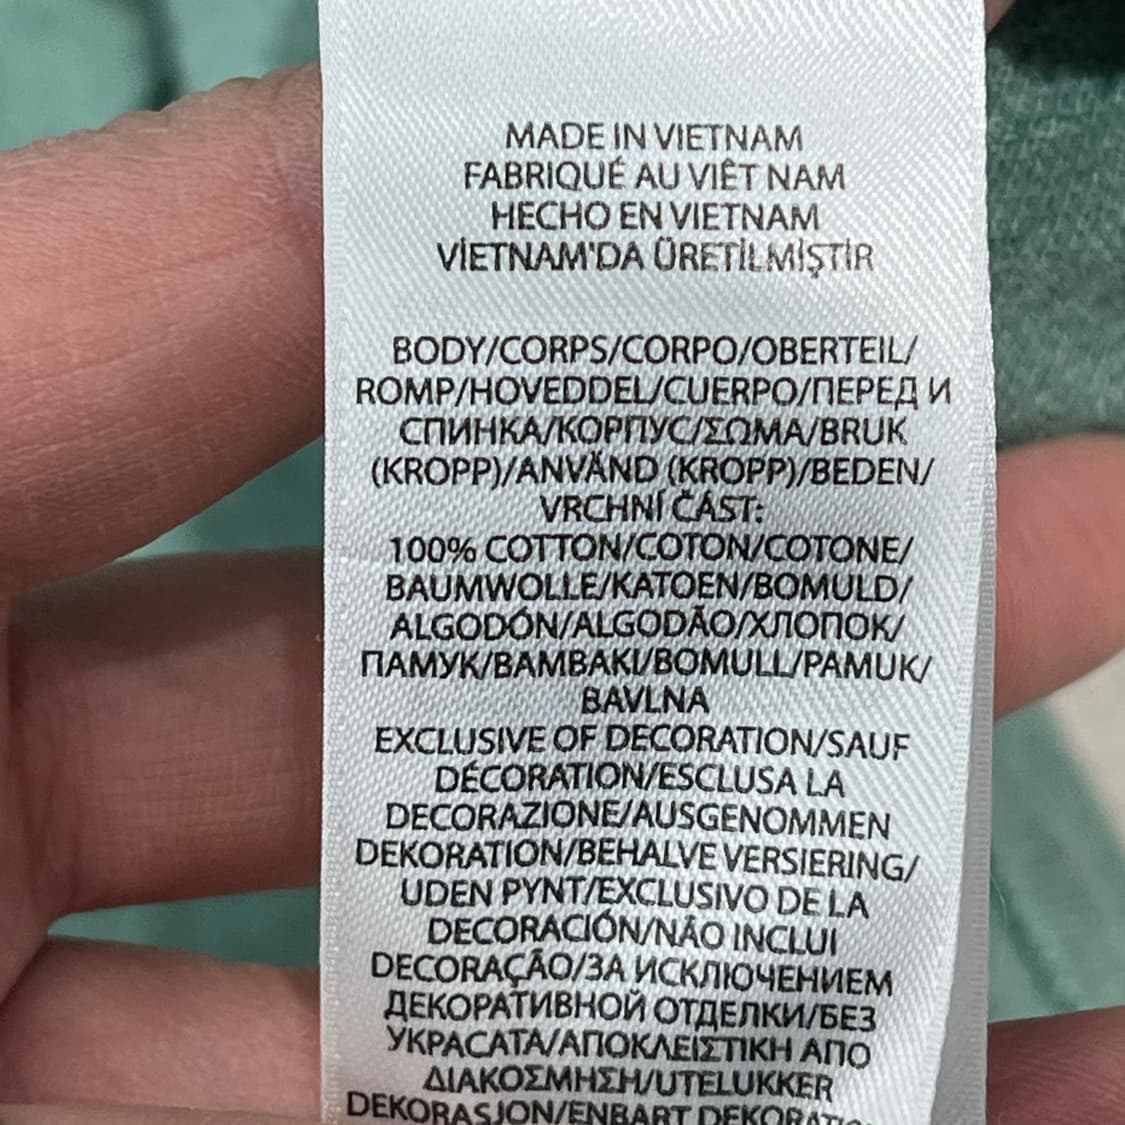 MADE IN VIETNAM
FABRIQUÉ AU VIÊT NAM
HECHO EN VIETNAM
VİETNAM'DA ÜRETİLMİŞTİR
BODY/CORPS/CORPO/OBERTEIL/
ROMP/HOVEDDEL/CUERPO/ПЕРЕД И
СПИНКА/КОРПУС/ΣΩΜΑ/BRUK
(KROPP)/ANVÄND (KROPP)/BEDEN/
VRCHNÍ ČÁST:
100% COTTON/COTON/COTONE/
BAUMWOLLE/KATOEN/BOMULD/
ALGODÓN/ALGODÃO/ХЛОПОК/
ПАМУК/ΒΑΜΒΑΚΙ/BOMULL/PAMUK/
BAVLNA
EXCLUSIVE OF DECORATION/SAUF
DÉCORATION/ESCLUSA LA
DECORAZIONE/AUSGENOMMEN
DEKORATION/BEHALVE VERSIERING/
UDEN PYNT/EXCLUSIVO DE LA
DECORACIÓN/NÃO INCLUI
DECORAÇÃO/ЗА ИСКЛЮЧЕНИЕМ
ДЕКОРАТИВНОЙ ОТДЕЛКИ/БЕЗ
УКРАСАТА/ΑΠΟΚΛΕΙΣΤΙΚΗ ΑΠΟ
ΔΙΑΚΟΣΜΗΣΗ/UTELUKKER
DEKORASJON/ENBART